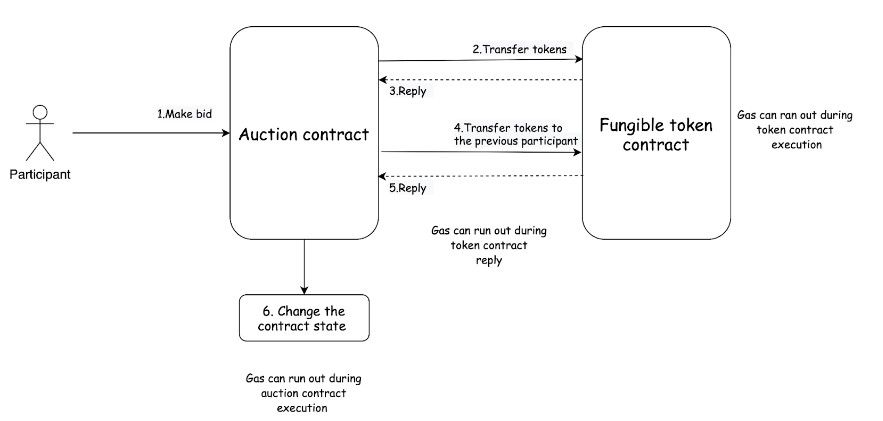 1.Make bid
Participant
Auction contract
2.Transfer tokens
3.Reply
4.Transfer tokens to
the previous participant
5.Reply
Fungible token
contract
Gas can ran out during
token contract
execution
Gas can run out during
token contract
reply
6. Change the
contract state
Gas can run out during
auction contract
execution